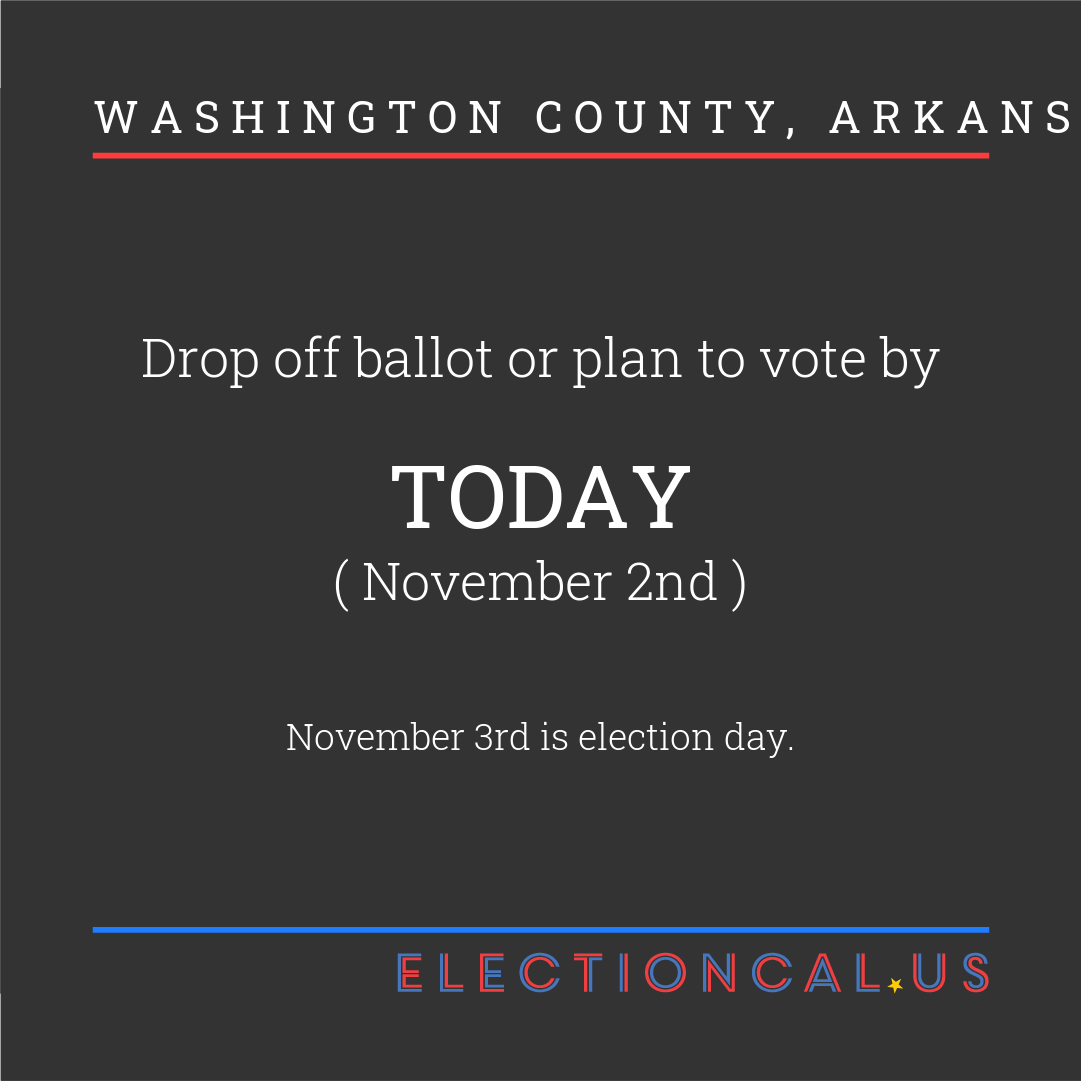 WASHINGTON COUNTY, ARKANS
Drop off ballot or plan to vote by
TODAY
( November 2nd )
November 3rd is election day.
ELECTIONCAL.US